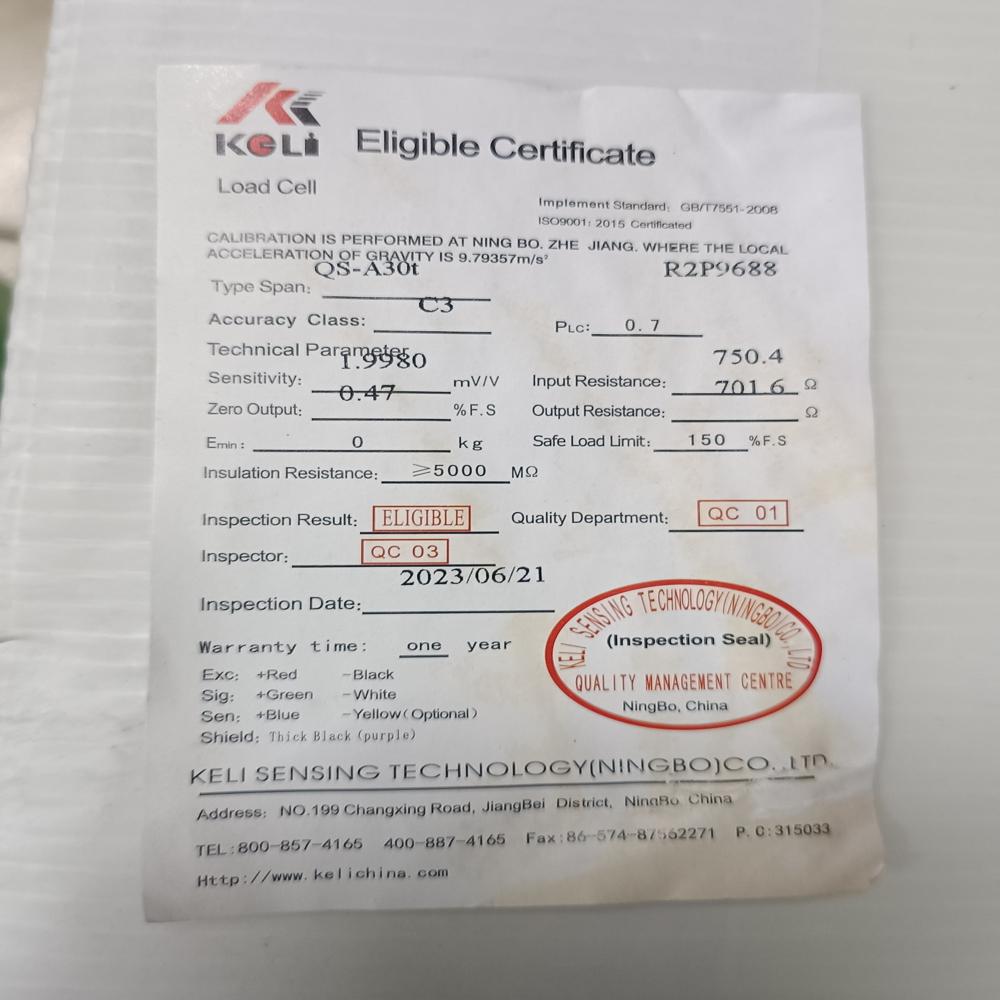 KELI
Eligible Certificate
Load Cell
Implement Standard: GB/T7551-2008
ISO9001: 2015 Certificated
CALIBRATION IS PERFORMED AT NING BO. ZHE JIANG. WHERE THE LOCAL
ACCELERATION OF GRAVITY IS 9.79357m/s²
Type Span: QS-A30t R2P9688
Accuracy Class: C3 PLC: 0.7
Technical Parameter
Sensitivity: 1.9980 mV/V Input Resistance: 750.4 Ω
Zero Output: 0.47 %F.S Output Resistance: 701.6 Ω
Emin: 0 kg Safe Load Limit: 150 %F.S
Insulation Resistance: ≥5000 MΩ
Inspection Result: ELIGIBLE Quality Department: QC 01
Inspector: QC 03
Inspection Date: 2023/06/21
KELI SENSING TECHNOLOGY(NINGBO)CO., LTD
(Inspection Seal)
QUALITY MANAGEMENT CENTRE
NingBo, China
Warranty time: one year
Exc: +Red -Black
Sig: +Green -White
Sen: +Blue -Yellow(Optional)
Shield: Thick Black (purple)
KELI SENSING TECHNOLOGY(NINGBO)CO., LTD.
Address: NO.199 Changxing Road, JiangBei District, NingBo China
TEL:800-857-4165 400-887-4165 Fax:86-574-87562271 P.C:315033
Http://www.kelichina.com